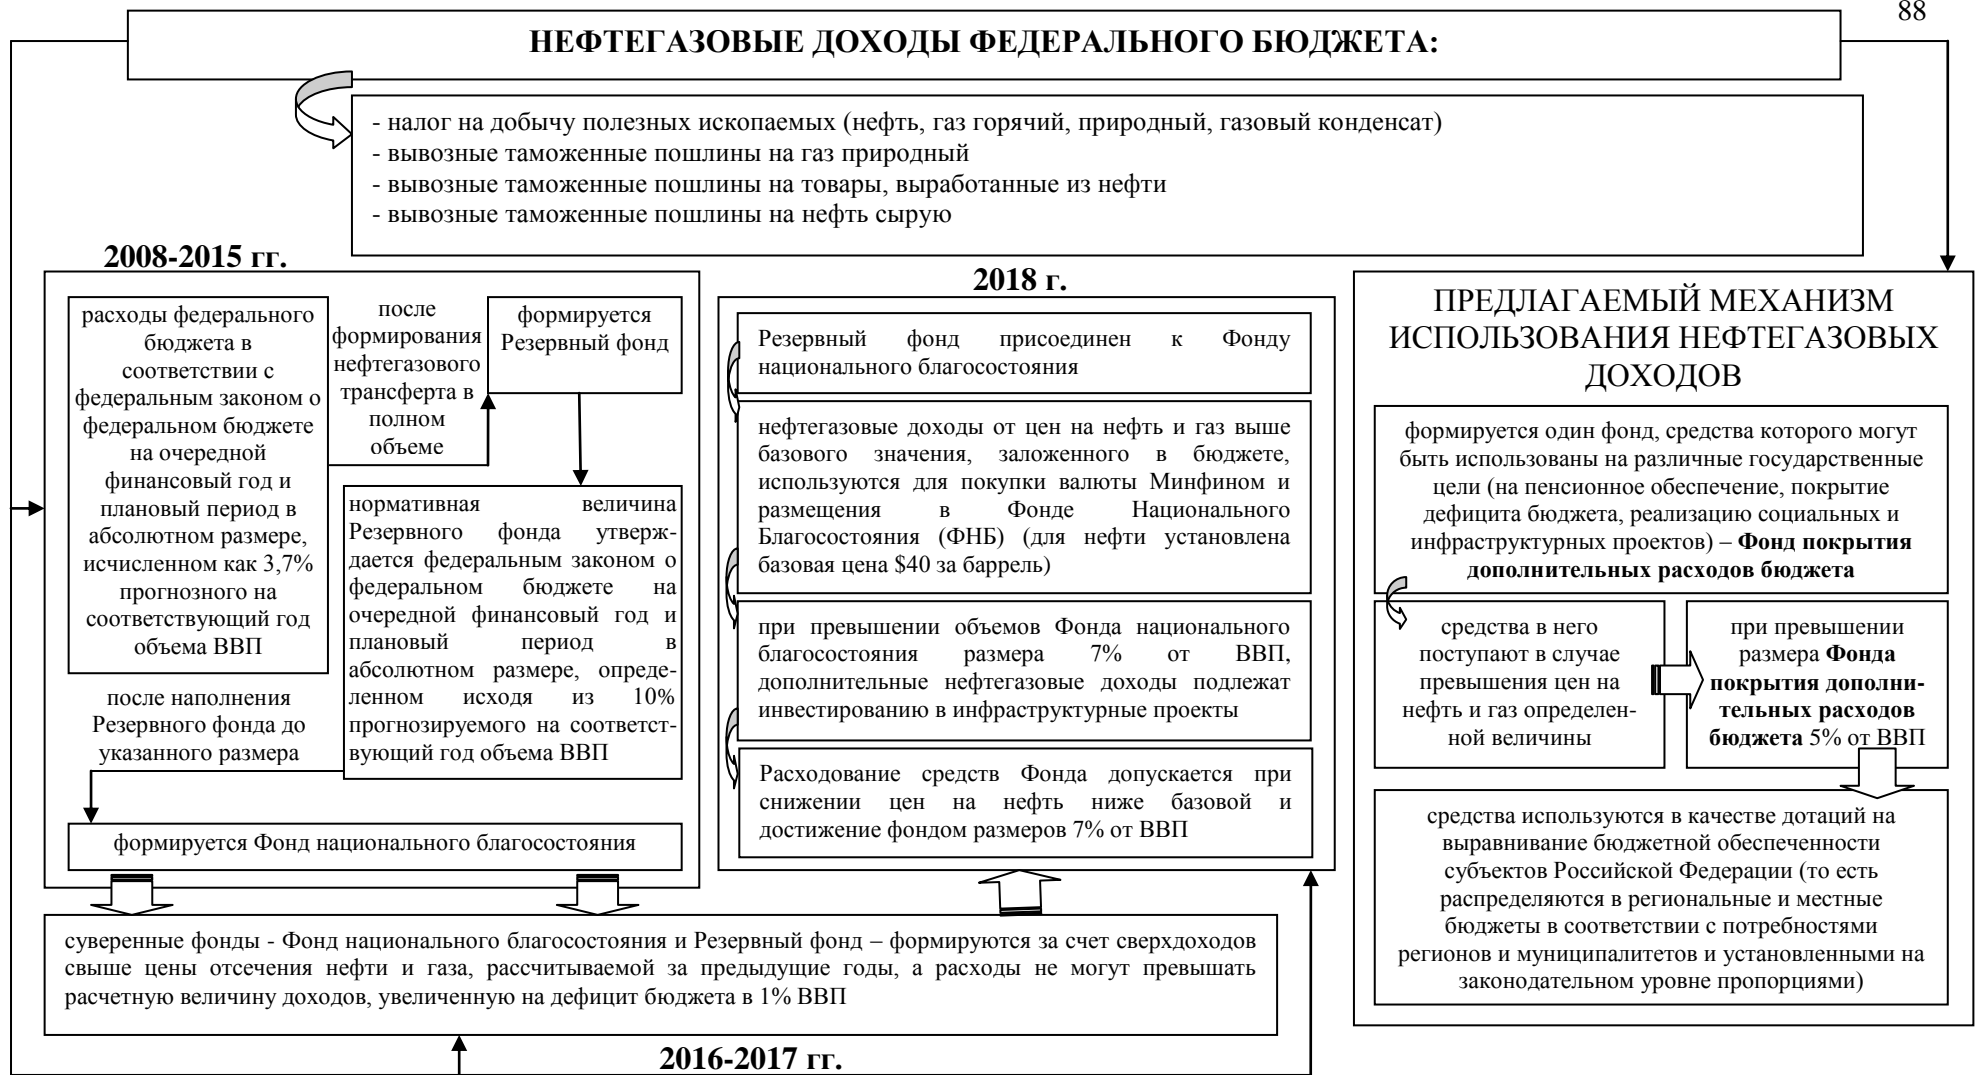 88
НЕФТЕГАЗОВЫЕ ДОХОДЫ ФЕДЕРАЛЬНОГО БЮДЖЕТА:
- налог на добычу полезных ископаемых (нефть, газ горячий, природный, газовый конденсат)
- вывозные таможенные пошлины на газ природный
- вывозные таможенные пошлины на товары, выработанные из нефти
- вывозные таможенные пошлины на нефть сырую
2008-2015 гг.
расходы федерального
бюджета в
соответствии с
федеральным законом о
федеральном бюджете
на очередной
финансовый год и
плановый период в
абсолютном размере,
исчисленном как 3,7%
прогнозного на
соответствующий год
объема ВВП
после
формирования
нефтегазового
трансферта в
полном
объеме
формируется
Резервный фонд
нормативная величина
Резервного фонда утверж-
дается федеральным законом о
федеральном бюджете на
очередной финансовый год и
плановый период в
абсолютном размере, опреде-
ленном исходя из 10%
прогнозируемого на соответст-
вующий год объема ВВП
после наполнения
Резервного фонда до
указанного размера
формируется Фонд национального благосостояния
2018 г.
Резервный фонд присоединен к Фонду
национального благосостояния
нефтегазовые доходы от цен на нефть и газ выше
базового значения, заложенного в бюджете,
используются для покупки валюты Минфином и
размещения в Фонде Национального
Благосостояния (ФНБ) (для нефти установлена
базовая цена $40 за баррель)
при превышении объемов Фонда национального
благосостояния размера 7% от ВВП,
дополнительные нефтегазовые доходы подлежат
инвестированию в инфраструктурные проекты
Расходование средств Фонда допускается при
снижении цен на нефть ниже базовой и
достижение фондом размеров 7% от ВВП
ПРЕДЛАГАЕМЫЙ МЕХАНИЗМ
ИСПОЛЬЗОВАНИЯ НЕФТЕГАЗОВЫХ
ДОХОДОВ
формируется один фонд, средства которого могут
быть использованы на различные государственные
цели (на пенсионное обеспечение, покрытие
дефицита бюджета, реализацию социальных и
инфраструктурных проектов) – Фонд покрытия
дополнительных расходов бюджета
средства в него
поступают в случае
превышения цен на
нефть и газ определен-
ной величины
при превышении
размера Фонда
покрытия дополни-
тельных расходов
бюджета 5% от ВВП
средства используются в качестве дотаций на
выравнивание бюджетной обеспеченности
субъектов Российской Федерации (то есть
распределяются в региональные и местные
бюджеты в соответствии с потребностями
регионов и муниципалитетов и установленными на
законодательном уровне пропорциями)
суверенные фонды - Фонд национального благосостояния и Резервный фонд – формируются за счет сверхдоходов
свыше цены отсечения нефти и газа, рассчитываемой за предыдущие годы, а расходы не могут превышать
расчетную величину доходов, увеличенную на дефицит бюджета в 1% ВВП
2016-2017 гг.